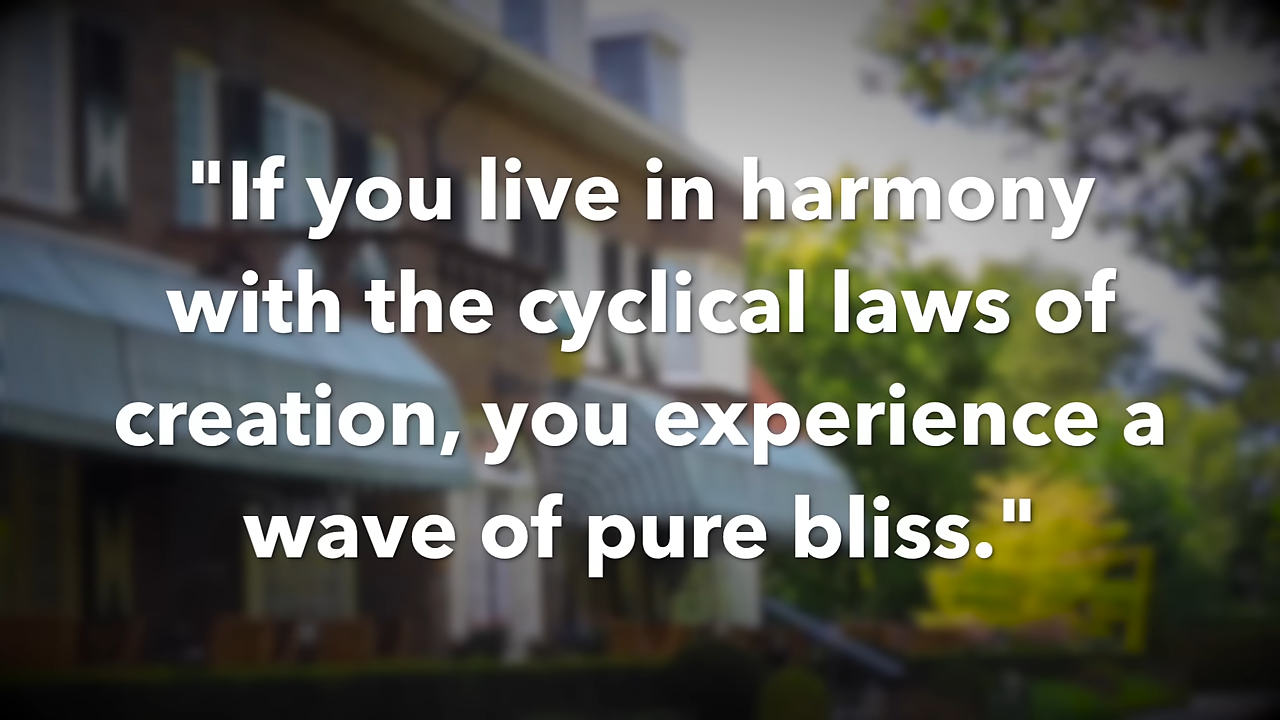 "If you live in harmony
with the cyclical laws of
creation, you experience a
wave of pure bliss."